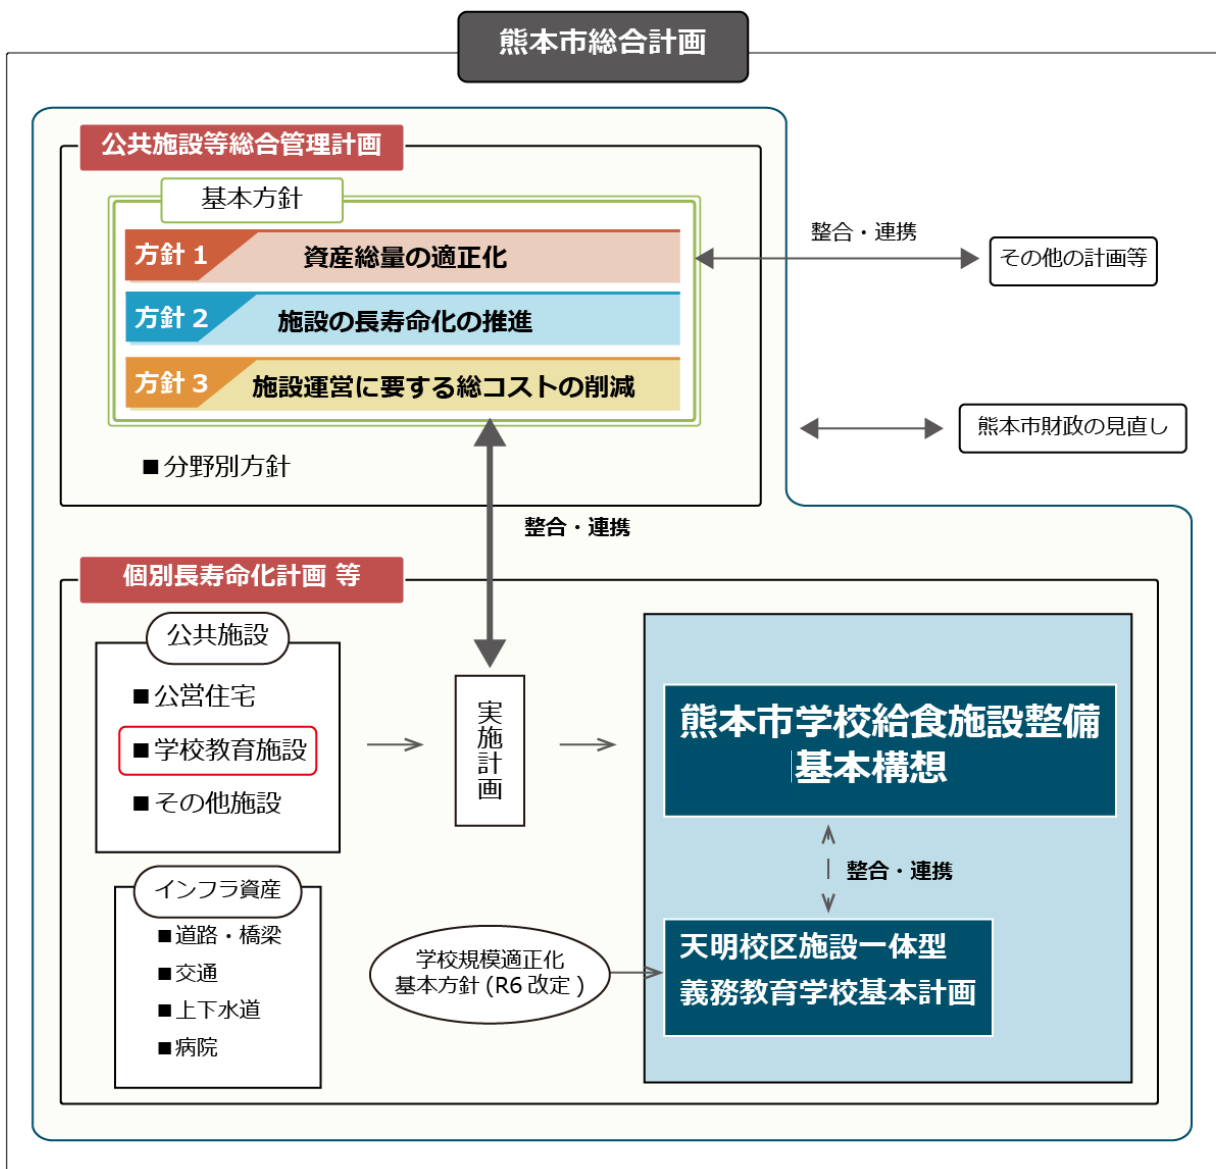 熊本市総合計画
公共施設等総合管理計画
基本方針
方針 1
資産総量の適正化
方針 2
施設の長寿命化の推進
方針 3
施設運営に要する総コストの削減
■分野別方針
整合・連携
その他の計画等
熊本市財政の見直し
整合・連携
個別長寿命化計画 等
公共施設
■公営住宅
■学校教育施設
■その他施設
インフラ資産
■道路・橋梁
■交通
■上下水道
■病院
実施計画
熊本市学校給食施設整備
基本構想
整合・連携
学校規模適正化
基本方針 (R6 改定 )
天明校区施設一体型
義務教育学校基本計画